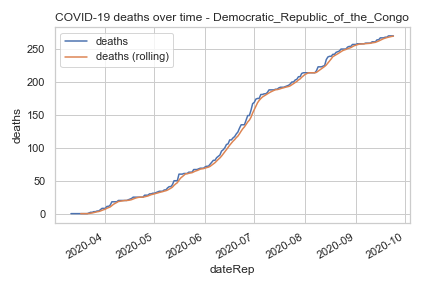 COVID-19 deaths over time - Democratic_Republic_of_the_Congo
deaths
deaths (rolling)
250
200
150
100
50
0
deaths
2020-04
2020-05
2020-06
2020-07
2020-08
2020-09
2020-10
dateRep